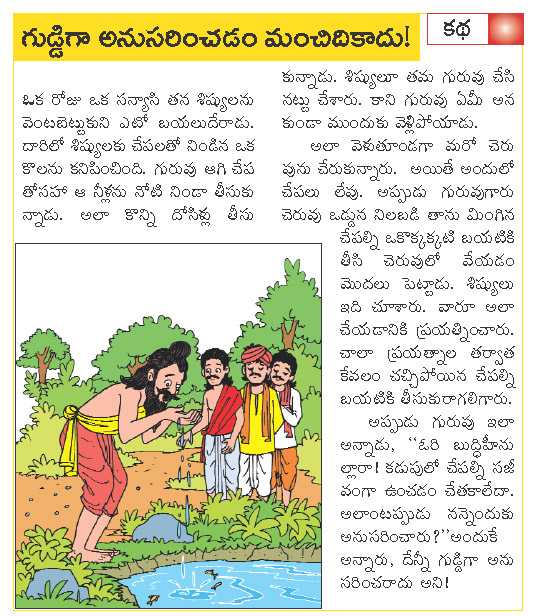 గుడ్డిగా అనుసరించడం మంచిదికాదు!
కథ
ఒక రోజు ఒక సన్యాసి తన శిష్యులను
వెంటబెట్టుకుని ఎటో బయలుదేరాడు.
దారిలో శిష్యులకు చేపలతో నిండిన ఒక
కొలను కనిపించింది. గురువు ఆగి చేప
తోసహా ఆ నీళ్లను నోటి నిండా తీసుకు
న్నాడు. అలా కొన్ని దోసిళ్లు తీసు
కున్నాడు. శిష్యులూ తమ గురువు చేసి
నట్టు చేశారు. కాని గురువు ఏమీ అన
కుండా ముందుకు వెళ్లిపోయాడు.
అలా వెళుతూండగా మరో చెరు
వును చేరుకున్నారు. అయితే అందులో
చేపలు లేవు. అప్పుడు గురువుగారు
చెరువు ఒడ్డున నిలబడి తాను మింగిన
చేపల్ని ఒకొక్కక్కటి బయటికి
తీసి చెరువులో వేయడం
మొదలు పెట్టాడు. శిష్యులు
ఇది చూశారు. వారూ అలా
చేయడానికి ప్రయత్నించారు.
చాలా ప్రయత్నాల తర్వాత
కేవలం చచ్చిపోయిన చేపల్ని
బయటికి తీసుకురాగలిగారు.
అప్పుడు గురువు ఇలా
అన్నాడు, ‘‘ఓరి బుద్ధిహీను
ల్లారా! కడుపులో చేపల్ని సజీ
వంగా ఉంచడం చేతకాలేదా.
అలాంటప్పుడు నన్నెందుకు
అనుసరించారు?’’అందుకే
అన్నారు, దేన్నీ గుడ్డిగా అను
సరించరాదు అని!